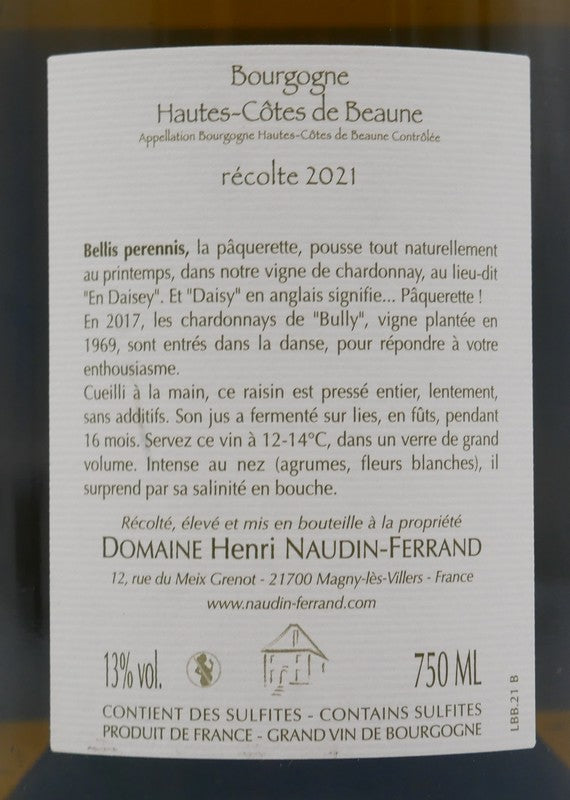 Bourgogne
Hautes-Côtes de Beaune
Appellation Bourgogne Hautes-Côtes de Beaune Contrôlée
récolte 2021
Bellis perennis, la pâquerette, pousse tout naturellement
au printemps, dans notre vigne de chardonnay, au lieu-dit
"En Daisey". Et "Daisy" en anglais signifie... Pâquerette !
En 2017, les chardonnays de "Bully", vigne plantée en
1969, sont entrés dans la danse, pour répondre à votre
enthousiasme.
Cueilli à la main, ce raisin est pressé entier, lentement,
sans additifs. Son jus a fermenté sur lies, en fûts, pendant
16 mois. Servez ce vin à 12-14°C, dans un verre de grand
volume. Intense au nez (agrumes, fleurs blanches), il
surprend par sa salinité en bouche.
Récolté, élevé et mis en bouteille à la propriété
DOMAINE Henri NAUDIN-FERRAND
12, rue du Meix Grenot - 21700 Magny-lès-Villers - France
www.naudin-ferrand.com
13% vol.
750 ML
CONTIENT DES SULFITES - CONTAINS SULFITES
PRODUIT DE FRANCE - GRAND VIN DE BOURGOGNE
LBB.21 B